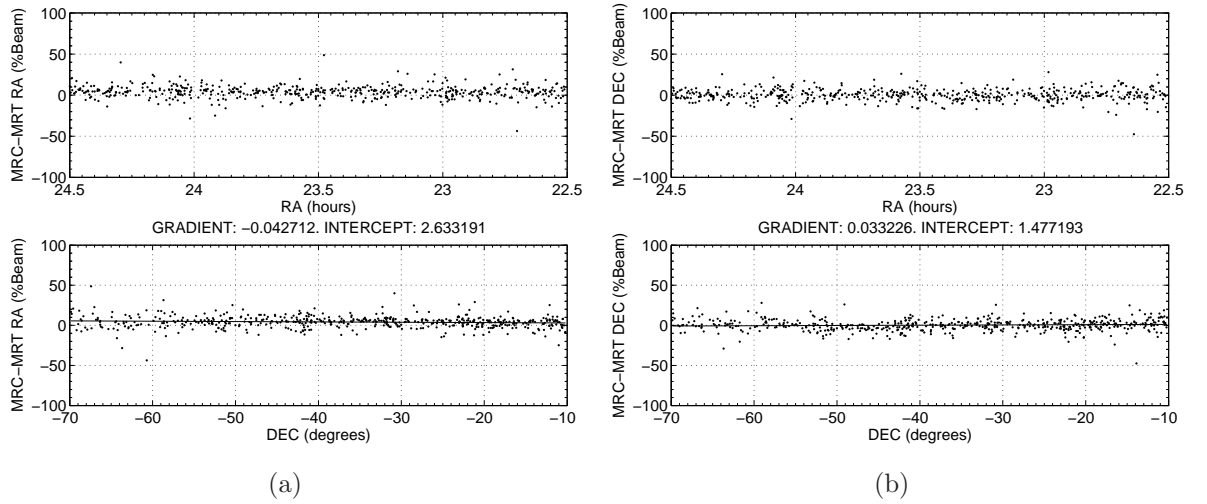 MRC−MRT RA (%Beam)
100
50
0
−50
−100
24.5 24 23.5 23 22.5
RA (hours)
MRC−MRT DEC (%Beam)
100
50
0
−50
−100
24.5 24 23.5 23 22.5
RA (hours)
GRADIENT: −0.042712. INTERCEPT: 2.633191
MRC−MRT RA (%Beam)
100
50
0
−50
−100
−70 −60 −50 −40 −30 −20 −10
DEC (degrees)
GRADIENT: 0.033226. INTERCEPT: 1.477193
MRC−MRT DEC (%Beam)
100
50
0
−50
−100
−70 −60 −50 −40 −30 −20 −10
DEC (degrees)
(a)
(b)